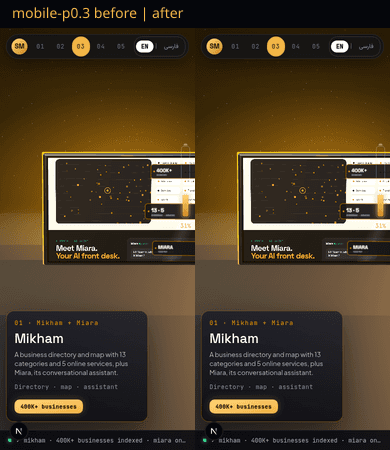 mobile-p0.3 before | after
SM 01 02 03 04 05 EN فارسی
400K+
13·5
31%
Meet Miara.
Your AI front desk.
MIARA
01 · Mikham + Miara
Mikham
A business directory and map with 13
categories and 5 online services, plus
Miara, its conversational assistant.
Directory · map · assistant
400K+ businesses
N
· mikham · 400K+ businesses indexed · miara on…
SM 01 02 03 04 05 EN فارسی
400K+
13·5
31%
Meet Miara.
Your AI front desk.
MIARA
01 · Mikham + Miara
Mikham
A business directory and map with 13
categories and 5 online services, plus
Miara, its conversational assistant.
Directory · map · assistant
400K+ businesses
N
· mikham · 400K+ businesses indexed · miara on…